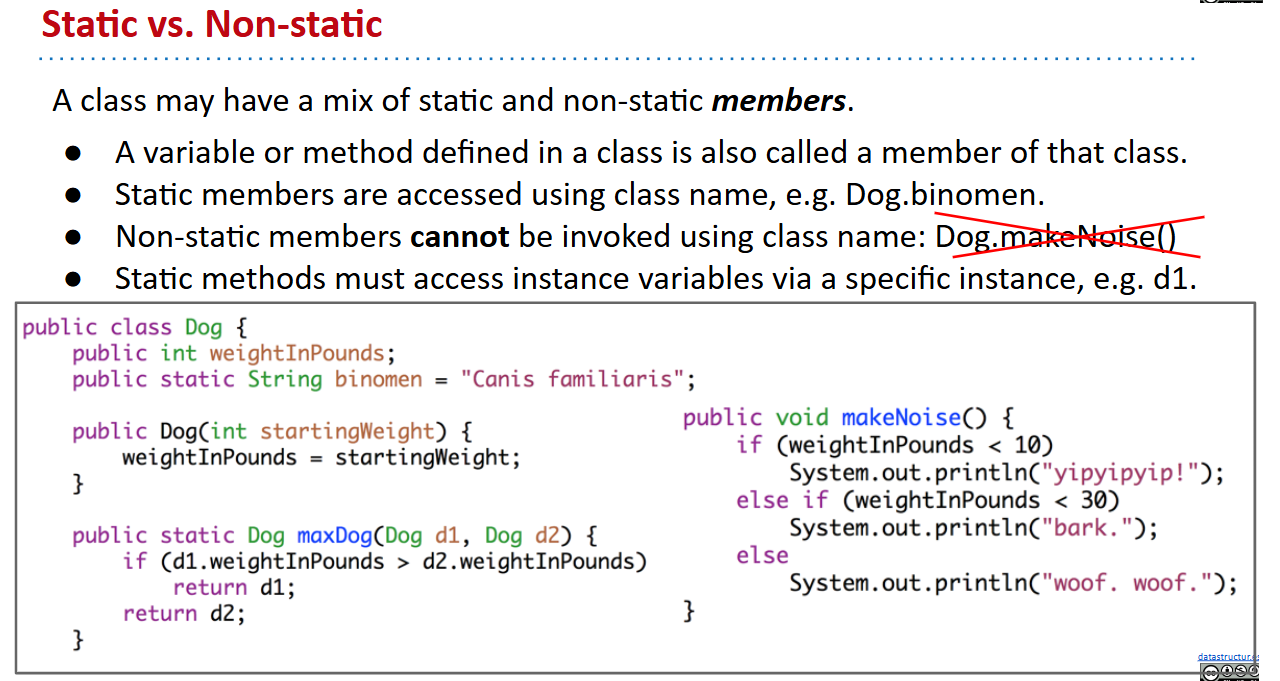 Static vs. Non-static
A class may have a mix of static and non-static members.
● A variable or method defined in a class is also called a member of that class.
● Static members are accessed using class name, e.g. Dog.binomen.
● Non-static members cannot be invoked using class name: Dog.makeNoise()
● Static methods must access instance variables via a specific instance, e.g. d1.
public class Dog {
    public int weightInPounds;
    public static String binomen = "Canis familiaris";
    public Dog(int startingWeight) {
        weightInPounds = startingWeight;
    }
    public static Dog maxDog(Dog d1, Dog d2) {
        if (d1.weightInPounds > d2.weightInPounds)
            return d1;
        return d2;
    }
public void makeNoise() {
    if (weightInPounds < 10)
        System.out.println("yipyipyip!");
    else if (weightInPounds < 30)
        System.out.println("bark.");
    else
        System.out.println("woof. woof.");
}
datastructur.es